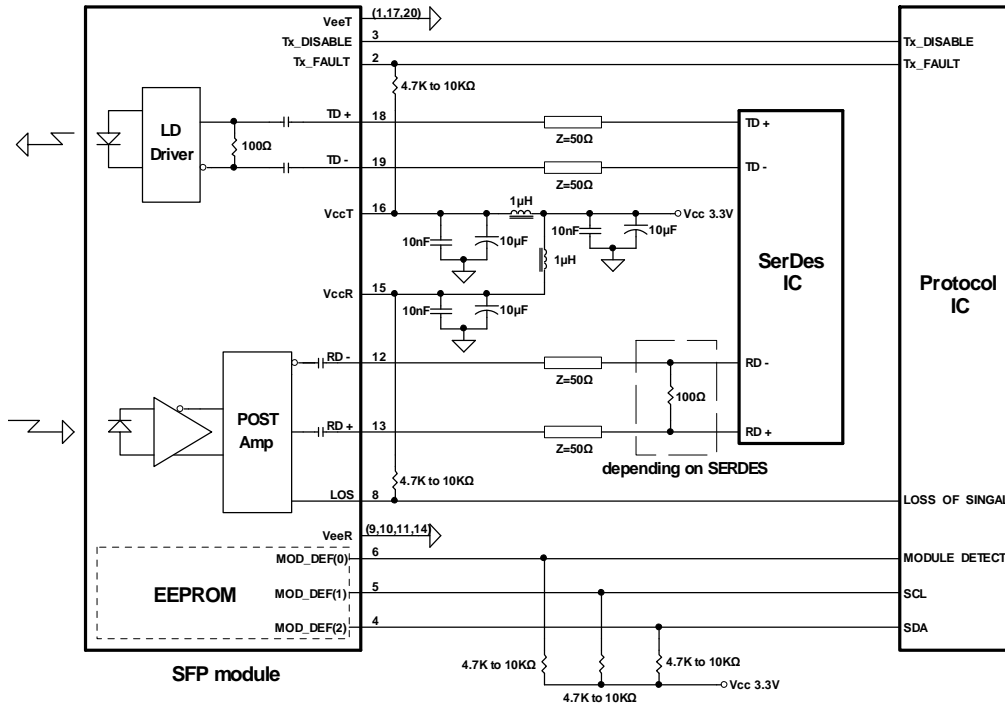 VeeT (1,17,20)
Tx_DISABLE 3 Tx_DISABLE
Tx_FAULT 2 Tx_FAULT
4.7K to 10KΩ
LD
Driver
100Ω
TD + 18 Z=50Ω TD +
TD - 19 Z=50Ω TD -
1µH
VccT 16 Vcc 3.3V
10nF 10µF 10nF 10µF
1µH
SerDes
IC
Protocol
IC
VccR 15
10nF 10µF
RD - 12 Z=50Ω RD -
POST
Amp
100Ω
RD + 13 Z=50Ω RD +
depending on SERDES
4.7K to 10KΩ
LOS 8 LOSS OF SINGAL
VeeR (9,10,11,14)
MOD_DEF(0) 6 MODULE DETECT
EEPROM
MOD_DEF(1) 5 SCL
MOD_DEF(2) 4 SDA
4.7K to 10KΩ 4.7K to 10KΩ
SFP module
Vcc 3.3V
4.7K to 10KΩ